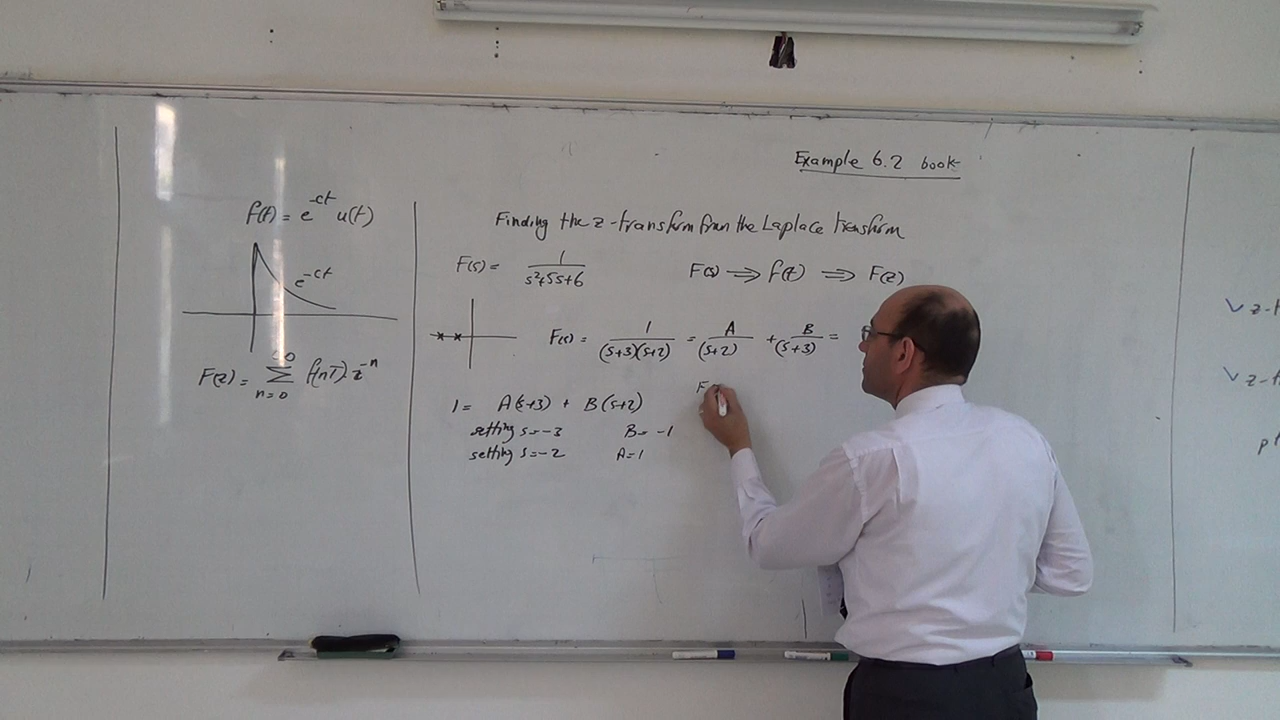 Example 6.2 book
f(t) = e^-ct u(t)
e^-ct
F(z) = ∑ f(nT) z^-n
n=0
Finding the z-transform from the Laplace transform
F(s) = 1/(s²+5s+6)
F(s) ⇒ f(t) ⇒ F(z)
F(s) = 1/((s+3)(s+2)) = A/(s+2) + B/(s+3) =
1 = A(s+3) + B(s+2)
setting s=-3 B= -1
setting s=-2 A=1
F
∨ z-t
∨ z-t